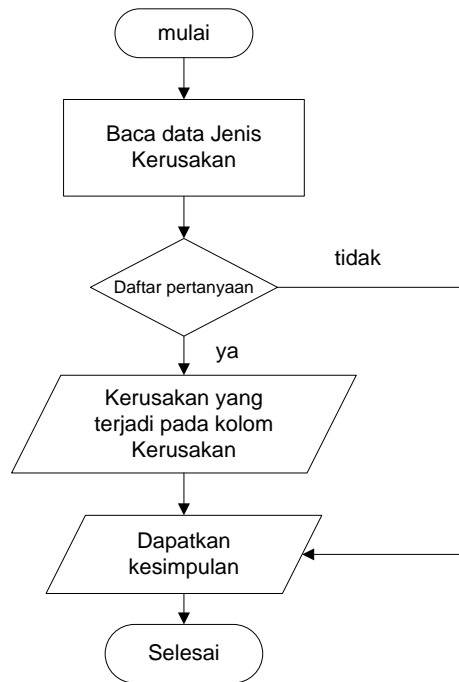 mulai
Baca data Jenis
Kerusakan
Daftar pertanyaan
tidak
ya
Kerusakan yang
terjadi pada kolom
Kerusakan
Dapatkan
kesimpulan
Selesai